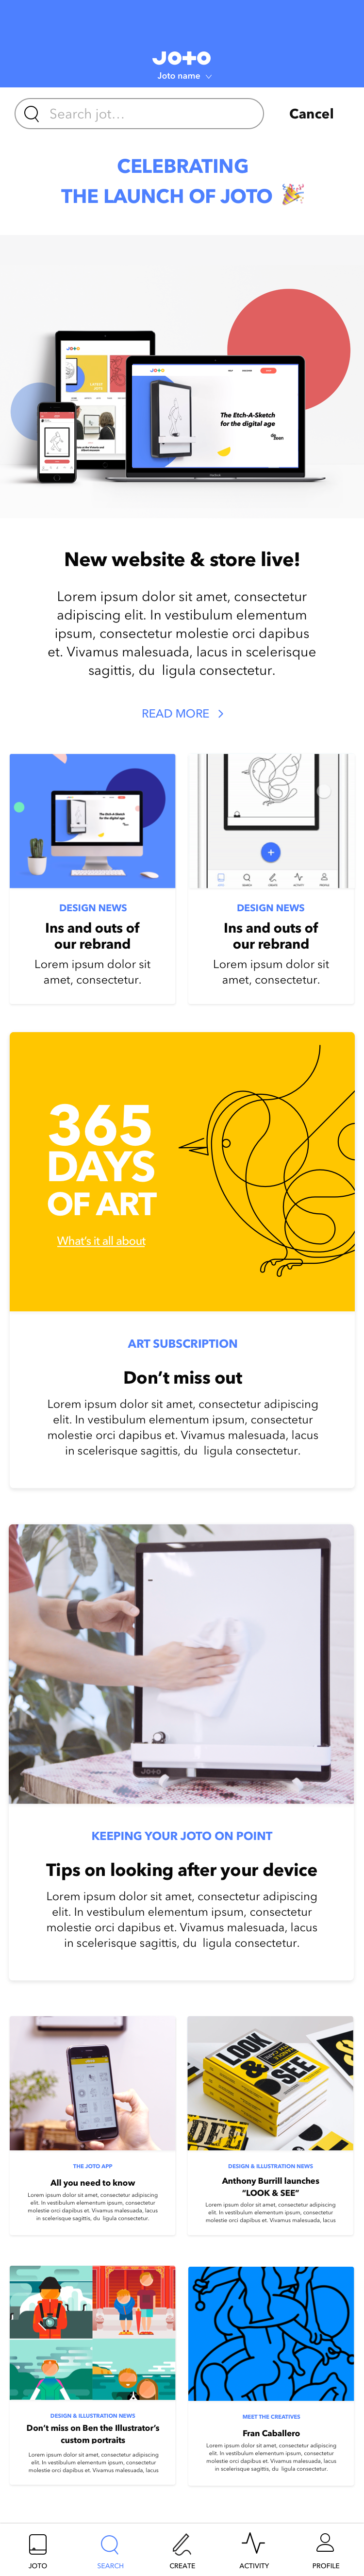 JOTO
Joto name
Search jot...
Cancel
CELEBRATING
THE LAUNCH OF JOTO 🎉
The Etch-A-Sketch
for the digital age
New website & store live!
Lorem ipsum dolor sit amet, consectetur
adipiscing elit. In vestibulum elementum
ipsum, consectetur molestie orci dapibus
et. Vivamus malesuada, lacus in scelerisque
sagittis, du ligula consectetur.
READ MORE
DESIGN NEWS
Ins and outs of
our rebrand
Lorem ipsum dolor sit
amet, consectetur.
DESIGN NEWS
Ins and outs of
our rebrand
Lorem ipsum dolor sit
amet, consectetur.
365
DAYS
OF ART
What's it all about
ART SUBSCRIPTION
Don't miss out
Lorem ipsum dolor sit amet, consectetur adipiscing
elit. In vestibulum elementum ipsum, consectetur
molestie orci dapibus et. Vivamus malesuada, lacus
in scelerisque sagittis, du ligula consectetur.
JOTO
KEEPING YOUR JOTO ON POINT
Tips on looking after your device
Lorem ipsum dolor sit amet, consectetur adipiscing
elit. In vestibulum elementum ipsum, consectetur
molestie orci dapibus et. Vivamus malesuada, lacus
in scelerisque sagittis, du ligula consectetur.
THE JOTO APP
All you need to know
Lorem ipsum dolor sit amet, consectetur adipiscing
elit. In vestibulum elementum ipsum, consectetur
molestie orci dapibus et. Vivamus malesuada, lacus
in scelerisque sagittis, du ligula consectetur.
LOOK
&
SEE
DESIGN & ILLUSTRATION NEWS
Anthony Burrill launches
“LOOK & SEE”
Lorem ipsum dolor sit amet, consectetur adipiscing
elit. In vestibulum elementum ipsum, consectetur
molestie orci dapibus et. Vivamus malesuada, lacus
DESIGN & ILLUSTRATION NEWS
Don't miss on Ben the Illustrator's
custom portraits
Lorem ipsum dolor sit amet, consectetur adipiscing
elit. In vestibulum elementum ipsum, consectetur
molestie orci dapibus et. Vivamus malesuada, lacus
MEET THE CREATIVES
Fran Caballero
Lorem ipsum dolor sit amet, consectetur adipiscing
elit. In vestibulum elementum ipsum, consectetur
molestie orci dapibus et. Vivamus malesuada, lacus
in scelerisque sagittis, du ligula consectetur.
JOTO
SEARCH
CREATE
ACTIVITY
PROFILE